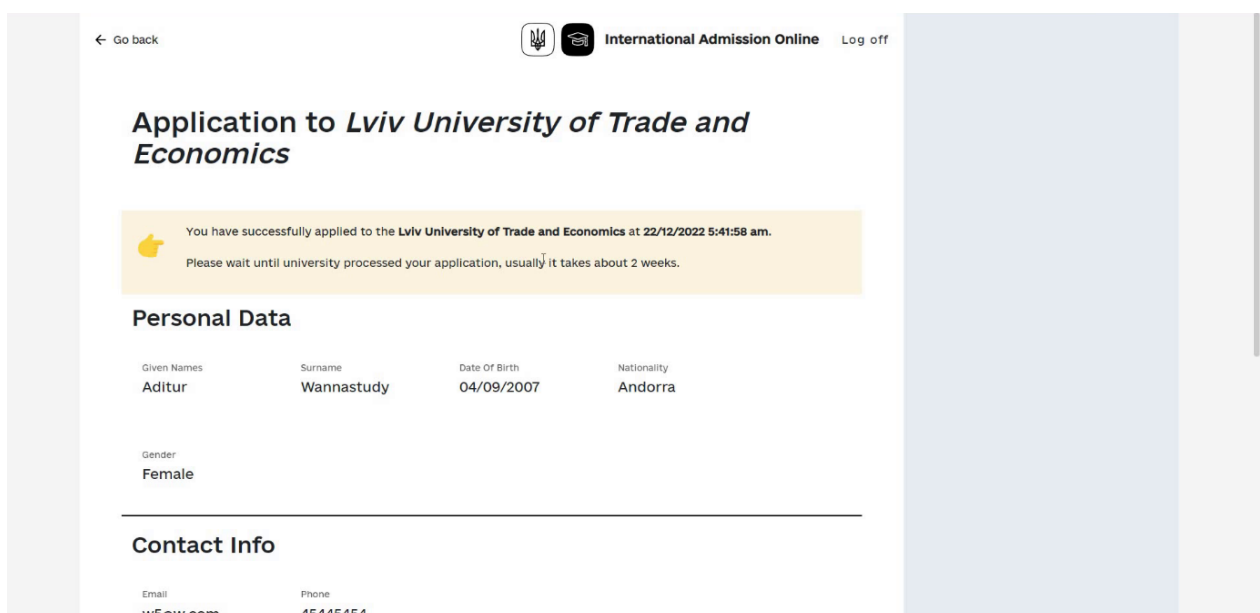 ← Go back
International Admission Online
Log off
Application to Lviv University of Trade and
Economics
You have successfully applied to the Lviv University of Trade and Economics at 22/12/2022 5:41:58 am.
Please wait until university processed your application, usually it takes about 2 weeks.
Personal Data
Given Names Surname Date Of Birth Nationality
Aditur Wannastudy 04/09/2007 Andorra
Gender
Female
Contact Info
Email Phone